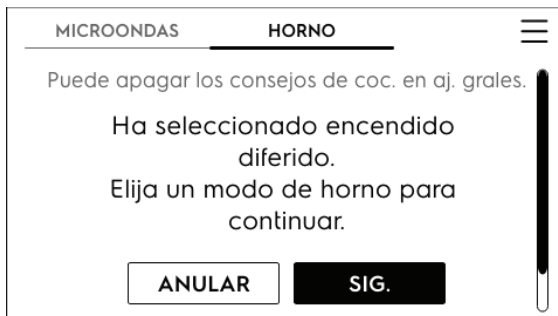 MICROONDAS HORNO
Puede apagar los consejos de coc. en aj. grales.
Ha seleccionado encendido
diferido.
Elija un modo de horno para
continuar.
ANULAR SIG.